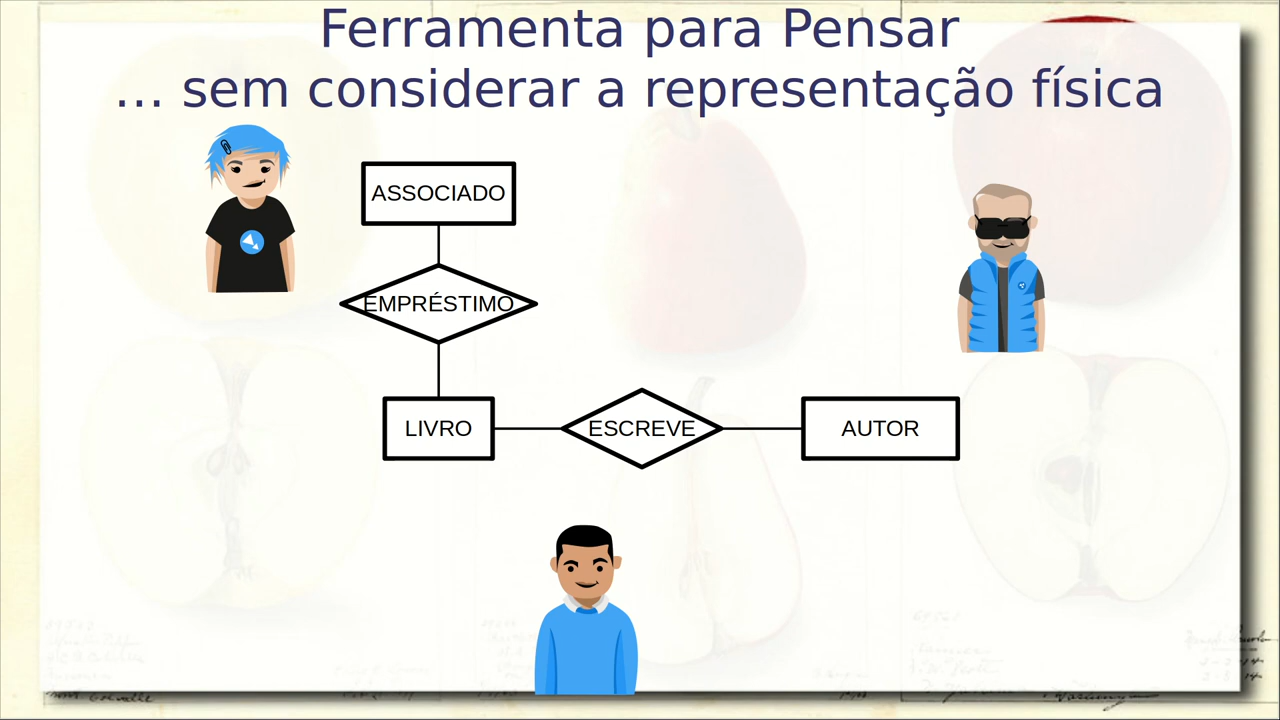 Ferramenta para Pensar
... sem considerar a representação física
ASSOCIADO
EMPRÉSTIMO
LIVRO
ESCREVE
AUTOR